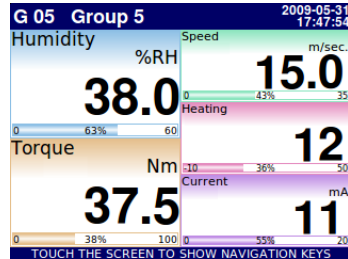 G 05 Group 5
2009-05-31
17:47:54
Humidity
%RH
38.0
0 63% 60
Speed
m/sec.
15.0
0 43% 35
Heating
12
-10 36% 50
Torque
Nm
37.5
0 38% 100
Current
mA
11
0 55% 20
TOUCH THE SCREEN TO SHOW NAVIGATION KEYS